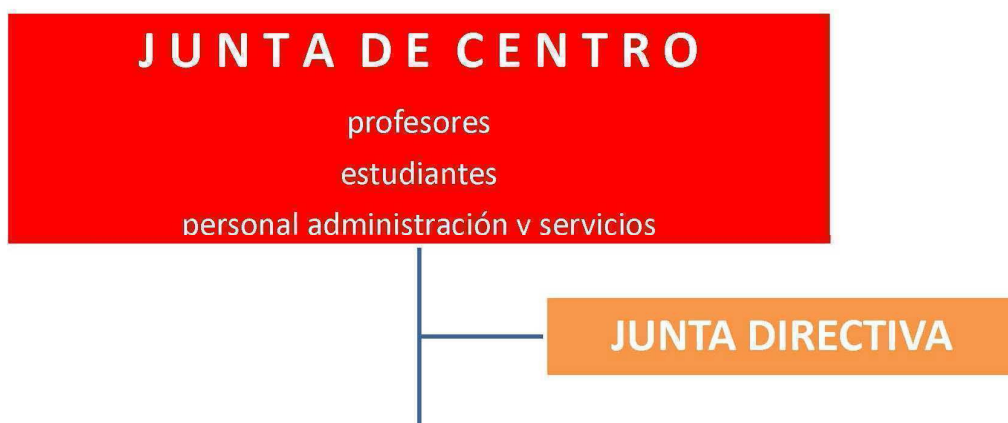 JUNTA DE CENTRO
profesores
estudiantes
personal administración y servicios
JUNTA DIRECTIVA